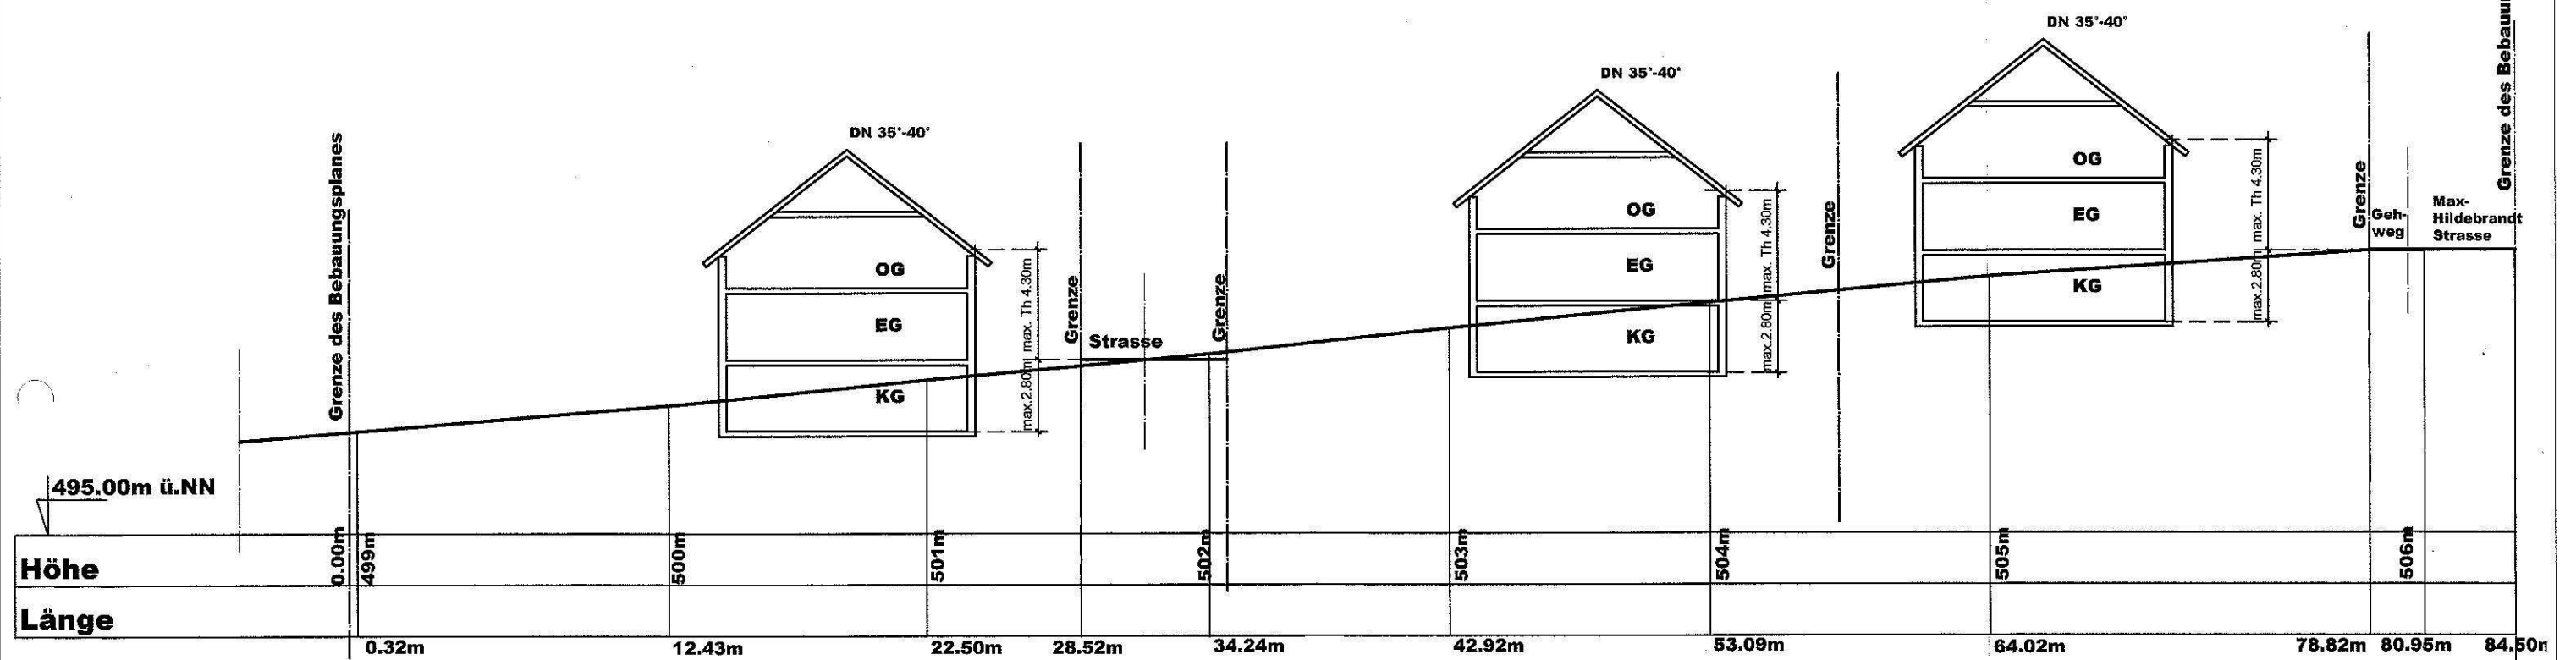 DN 35°-40°
OG
EG
KG
max. Th 4.30m
max.2.80m
DN 35°-40°
OG
EG
KG
max. Th 4.30m
max.2.80m
DN 35°-40°
OG
EG
KG
max. Th 4.30m
max.2.80m
Grenze des Bebauungsplanes
Grenze
Strasse
Grenze
Grenze
Grenze
Geh-
weg
Max-
Hildebrandt
Strasse
Grenze des
495.00m ü.NN
Höhe
0.00m
499m
500m
501m
502m
503m
504m
505m
506m
Länge
0.32m
12.43m
22.50m
28.52m
34.24m
42.92m
53.09m
64.02m
78.82m
80.95m
84.50m